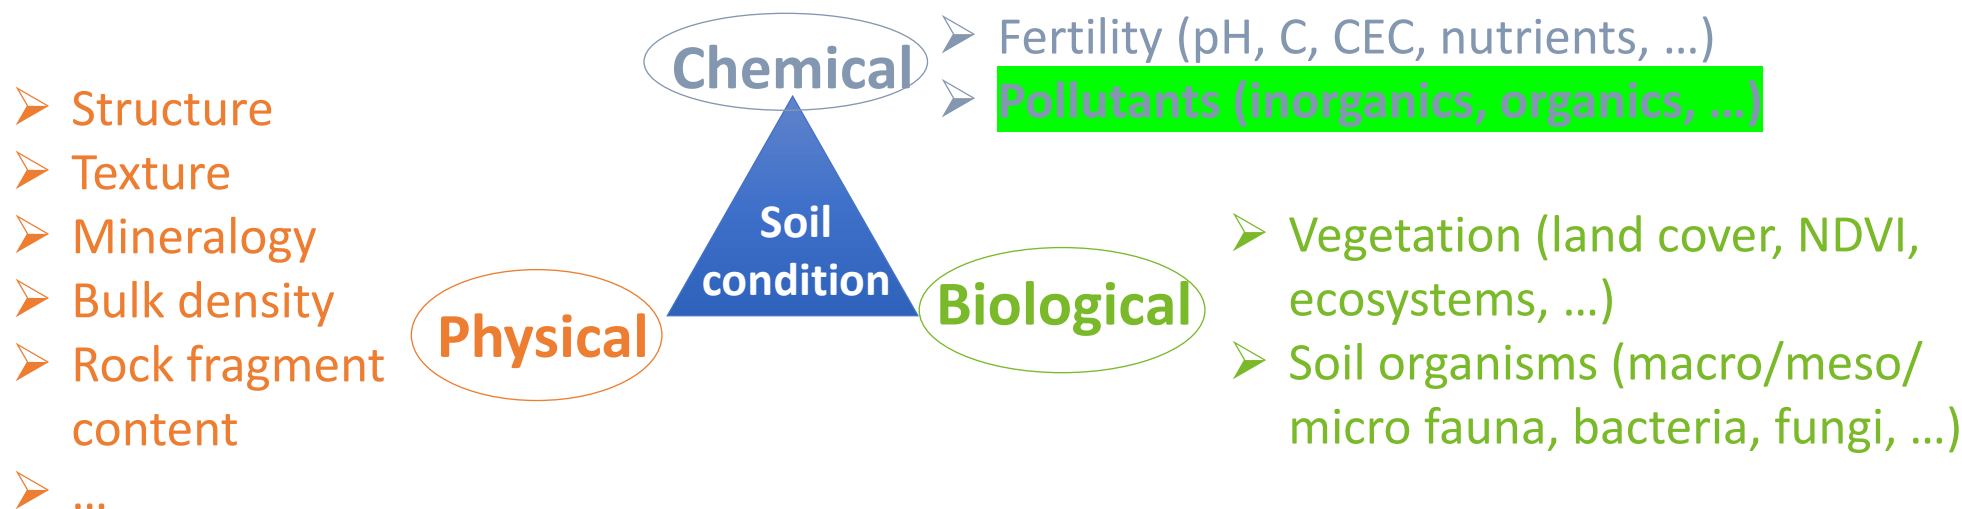 Chemical
Fertility (pH, C, CEC, nutrients, …)
Pollutants (inorganics, organics, …)
Structure
Texture
Mineralogy
Bulk density
Rock fragment
content
…
Physical
Soil
condition
Biological
Vegetation (land cover, NDVI,
ecosystems, …)
Soil organisms (macro/meso/
micro fauna, bacteria, fungi, …)